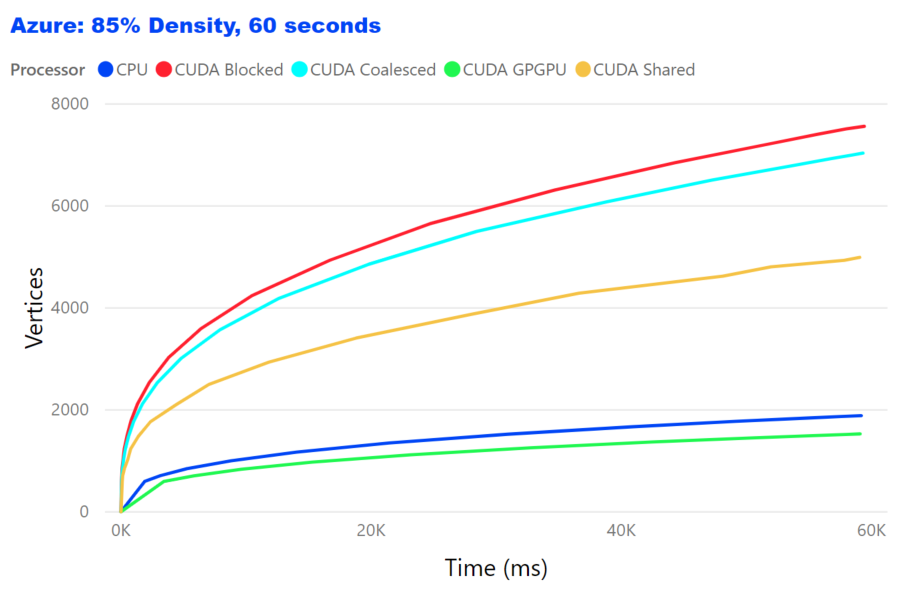 Azure: 85% Density, 60 seconds
Processor CPU CUDA Blocked CUDA Coalesced CUDA GPGPU CUDA Shared
8000
6000
4000
2000
0
Vertices
0K 20K 40K 60K
Time (ms)